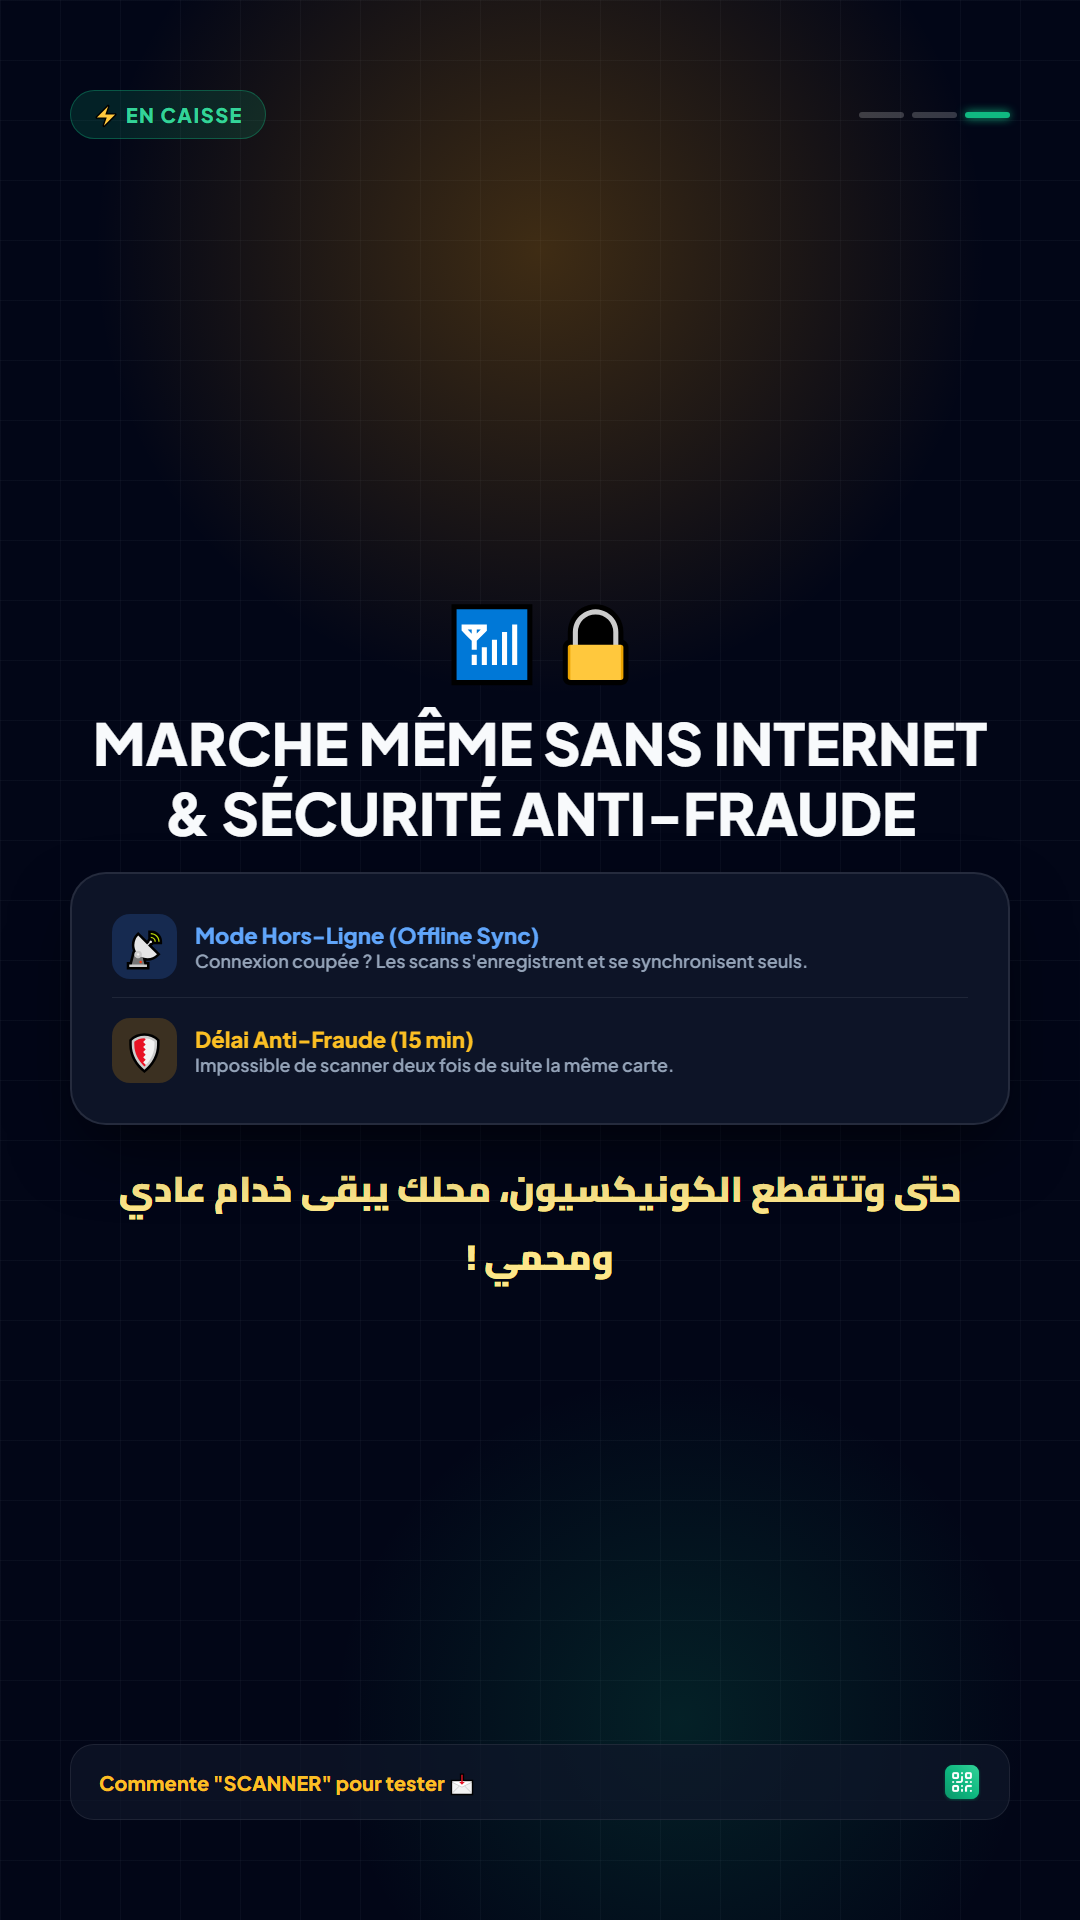 ⚡ EN CAISSE
MARCHE MÊME SANS INTERNET
& SÉCURITÉ ANTI-FRAUDE
Mode Hors-Ligne (Offline Sync)
Connexion coupée ? Les scans s'enregistrent et se synchronisent seuls.
Délai Anti-Fraude (15 min)
Impossible de scanner deux fois de suite la même carte.
حتى وتتقطع الكونيكسيون، محلك يبقى خدام عادي
ومحمي !
Commente "SCANNER" pour tester 📩